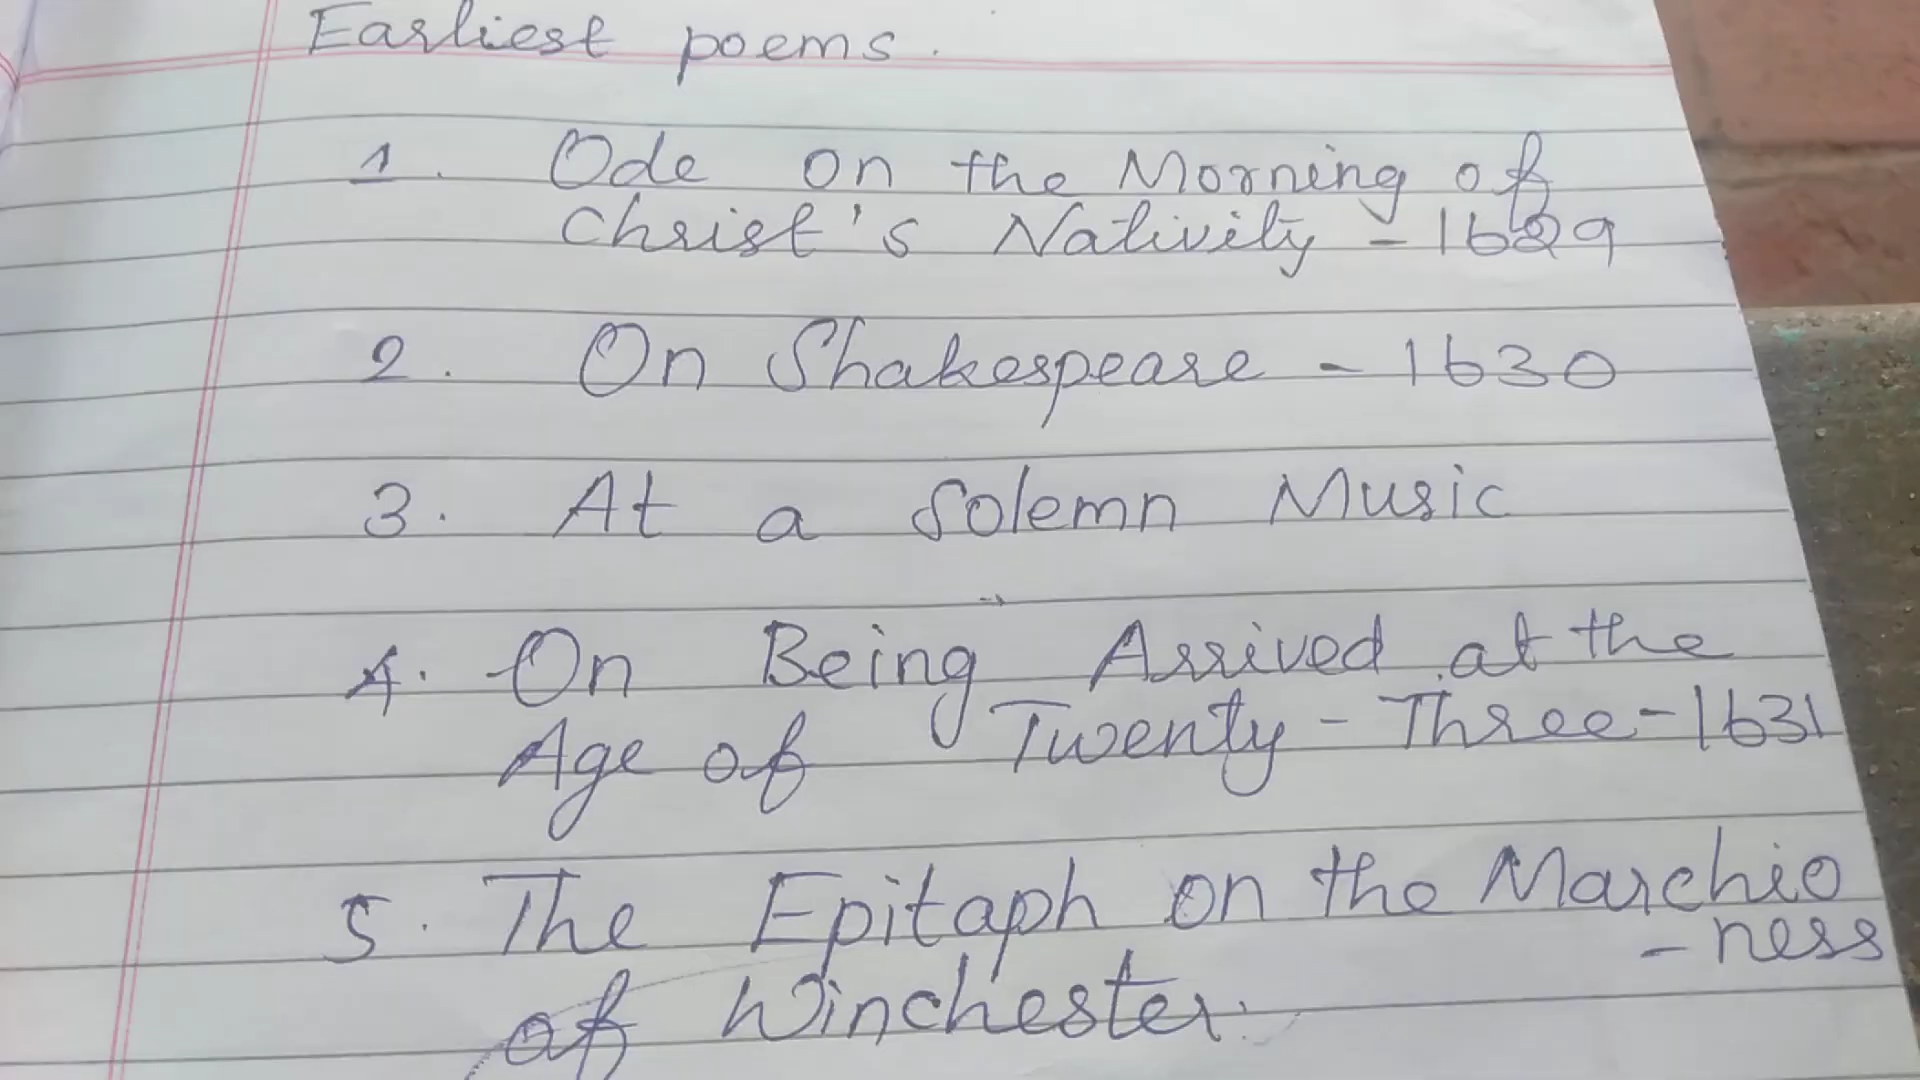 Earliest poems.
1. Ode on the Morning of
Christ's Nativity - 1629
2. On Shakespeare - 1630
3. At a Solemn Music
4. On Being Arrived at the
Age of Twenty-Three-1631
5. The Epitaph on the Marchio
-ness
of Winchester.